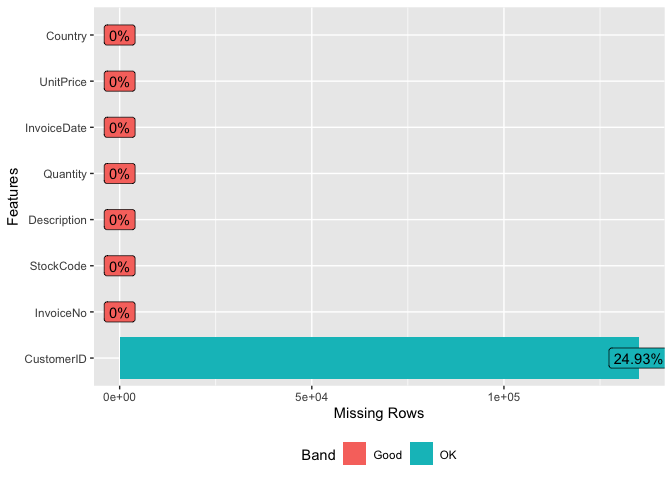 Country
0%
UnitPrice
0%
InvoiceDate
0%
Quantity
0%
Description
0%
StockCode
0%
InvoiceNo
0%
CustomerID
24.93%
Features
0e+00
5e+04
1e+05
Missing Rows
Band
Good
OK